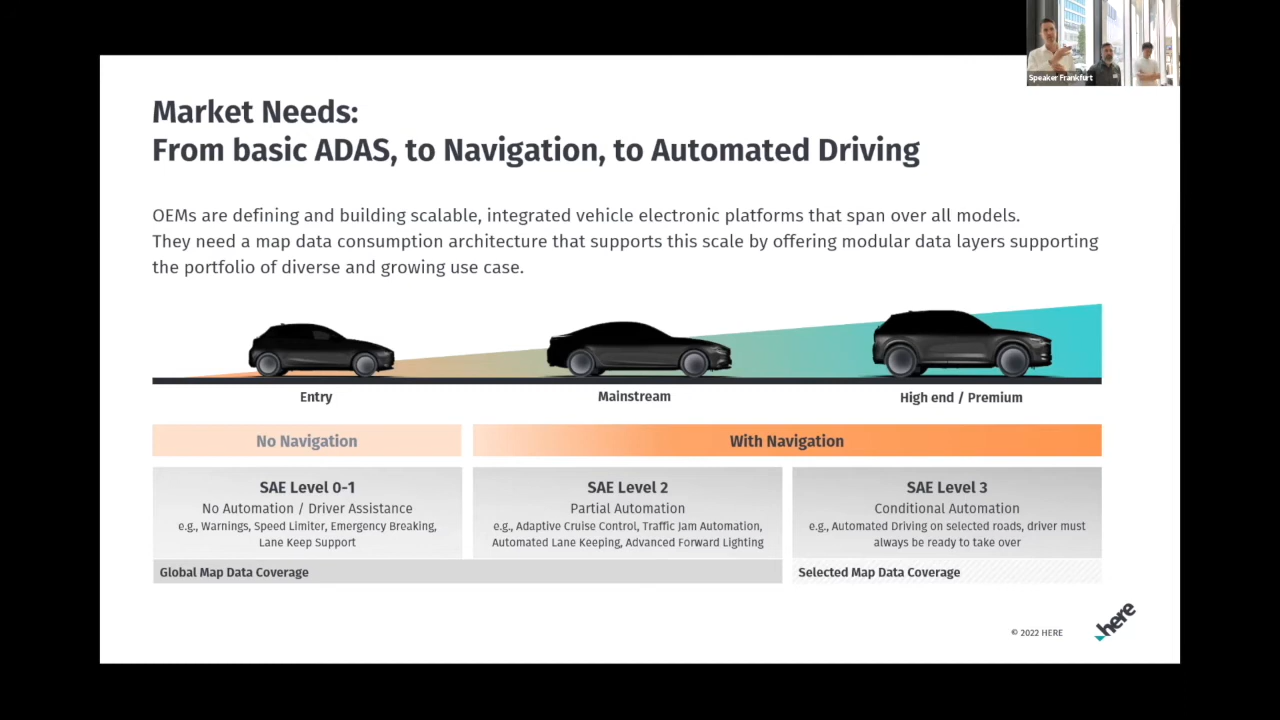 Speaker Frankfurt
Market Needs:
From basic ADAS, to Navigation, to Automated Driving
OEMs are defining and building scalable, integrated vehicle electronic platforms that span over all models.
They need a map data consumption architecture that supports this scale by offering modular data layers supporting
the portfolio of diverse and growing use case.
Entry
Mainstream
High end / Premium
No Navigation
With Navigation
SAE Level 0-1
No Automation / Driver Assistance
e.g., Warnings, Speed Limiter, Emergency Breaking,
Lane Keep Support
SAE Level 2
Partial Automation
e.g., Adaptive Cruise Control, Traffic Jam Automation,
Automated Lane Keeping, Advanced Forward Lighting
SAE Level 3
Conditional Automation
e.g., Automated Driving on selected roads, driver must
always be ready to take over
Global Map Data Coverage
Selected Map Data Coverage
© 2022 HERE
here